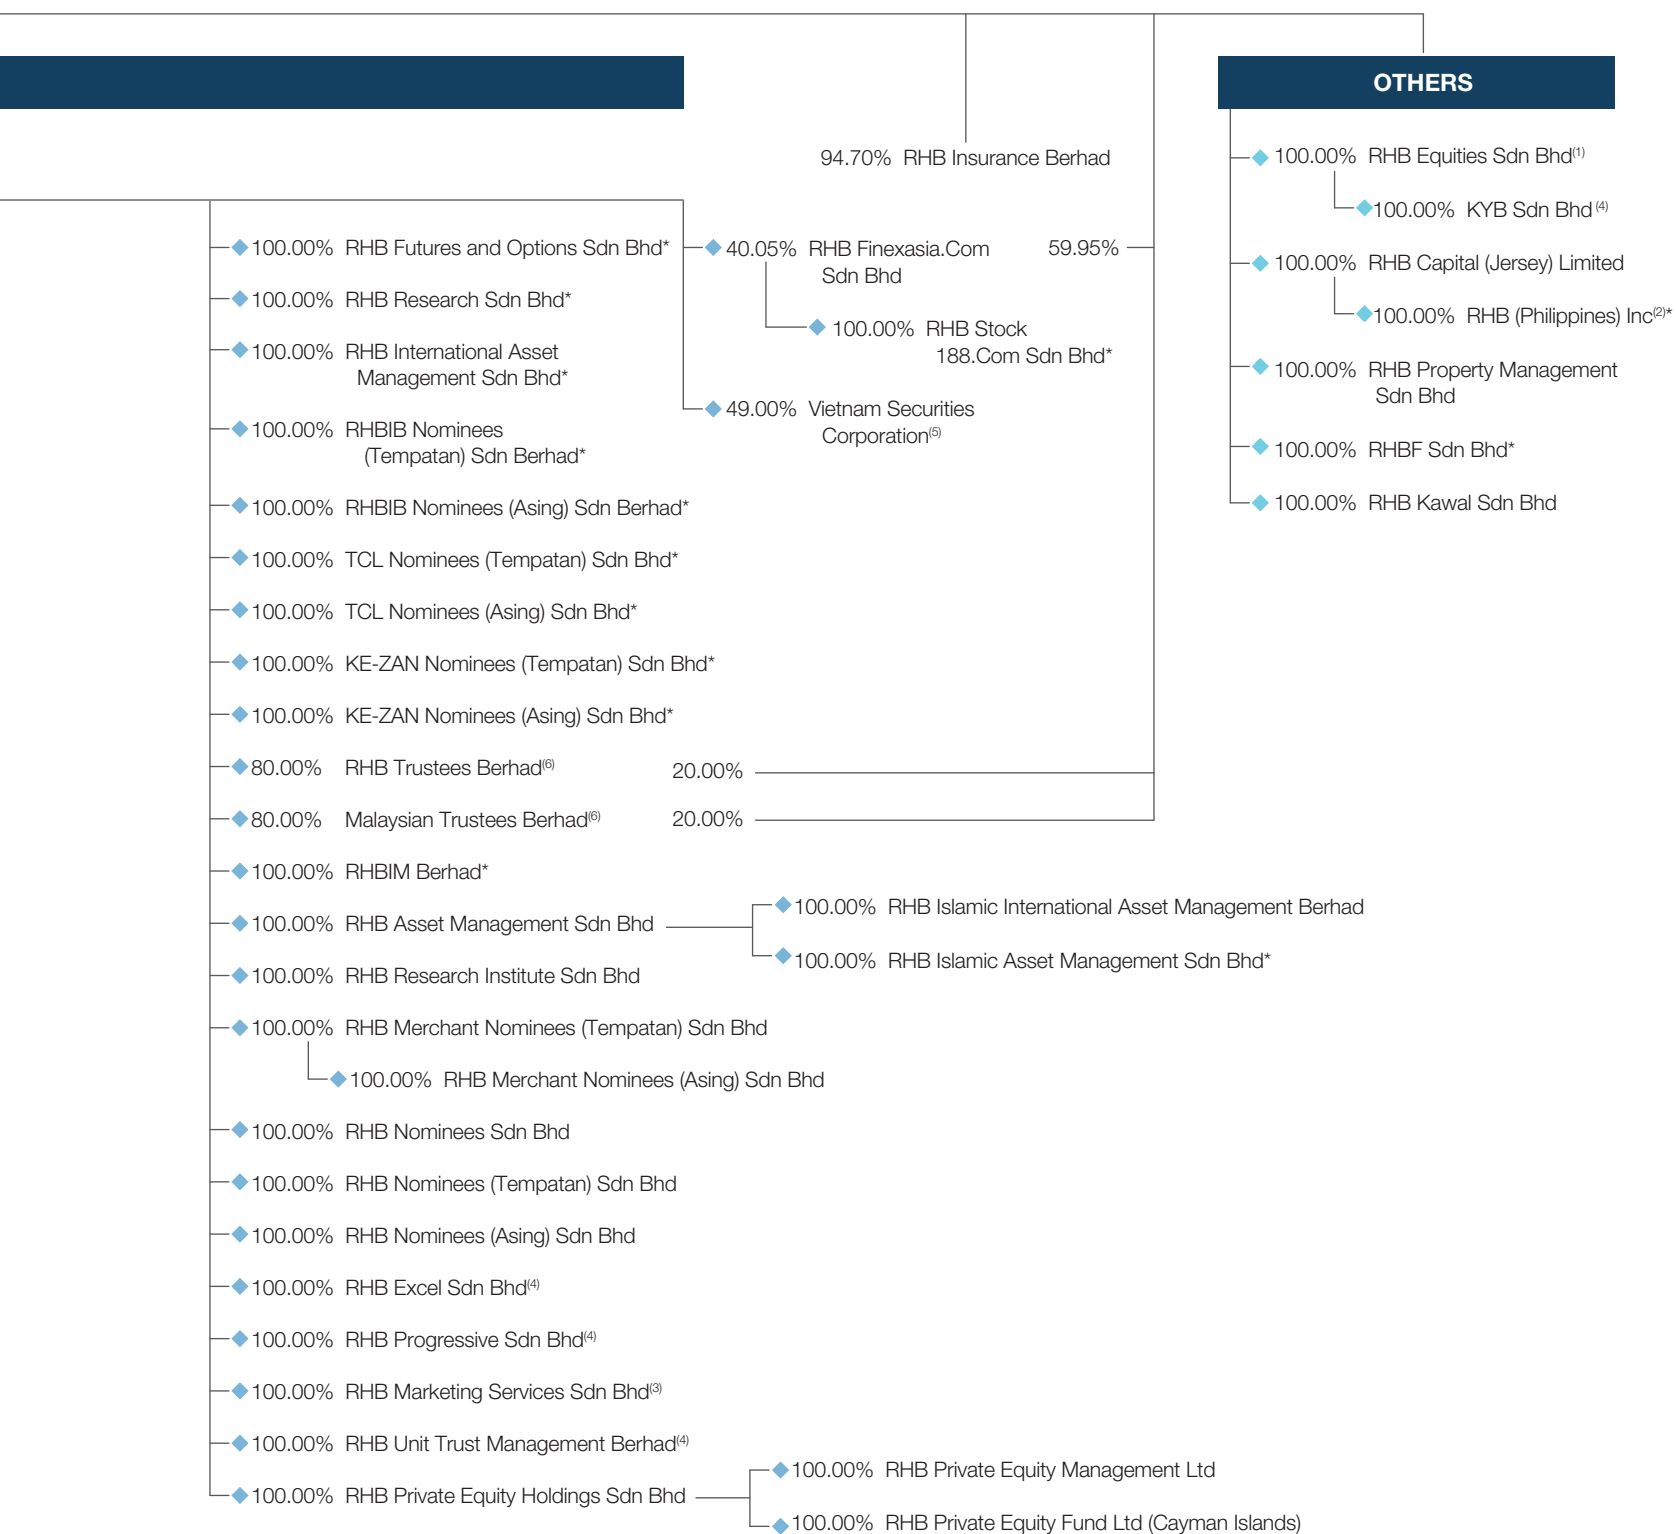 OTHERS
94.70% RHB Insurance Berhad
100.00% RHB Futures and Options Sdn Bhd*
100.00% RHB Research Sdn Bhd*
100.00% RHB International Asset
Management Sdn Bhd*
100.00% RHBIB Nominees
(Tempatan) Sdn Berhad*
100.00% RHBIB Nominees (Asing) Sdn Berhad*
100.00% TCL Nominees (Tempatan) Sdn Bhd*
100.00% TCL Nominees (Asing) Sdn Bhd*
100.00% KE-ZAN Nominees (Tempatan) Sdn Bhd*
100.00% KE-ZAN Nominees (Asing) Sdn Bhd*
80.00% RHB Trustees Berhad(6) 20.00%
80.00% Malaysian Trustees Berhad(6) 20.00%
100.00% RHBIM Berhad*
100.00% RHB Asset Management Sdn Bhd
100.00% RHB Islamic International Asset Management Berhad
100.00% RHB Islamic Asset Management Sdn Bhd*
100.00% RHB Research Institute Sdn Bhd
100.00% RHB Merchant Nominees (Tempatan) Sdn Bhd
100.00% RHB Merchant Nominees (Asing) Sdn Bhd
100.00% RHB Nominees Sdn Bhd
100.00% RHB Nominees (Tempatan) Sdn Bhd
100.00% RHB Nominees (Asing) Sdn Bhd
100.00% RHB Excel Sdn Bhd(4)
100.00% RHB Progressive Sdn Bhd(4)
100.00% RHB Marketing Services Sdn Bhd(3)
100.00% RHB Unit Trust Management Berhad(4)
100.00% RHB Private Equity Holdings Sdn Bhd
100.00% RHB Private Equity Management Ltd
100.00% RHB Private Equity Fund Ltd (Cayman Islands)
40.05% RHB Finexasia.Com 59.95%
Sdn Bhd
100.00% RHB Stock
188.Com Sdn Bhd*
49.00% Vietnam Securities
Corporation(5)
100.00% RHB Equities Sdn Bhd(1)
100.00% KYB Sdn Bhd (4)
100.00% RHB Capital (Jersey) Limited
100.00% RHB (Philippines) Inc(2)*
100.00% RHB Property Management
Sdn Bhd
100.00% RHBF Sdn Bhd*
100.00% RHB Kawal Sdn Bhd